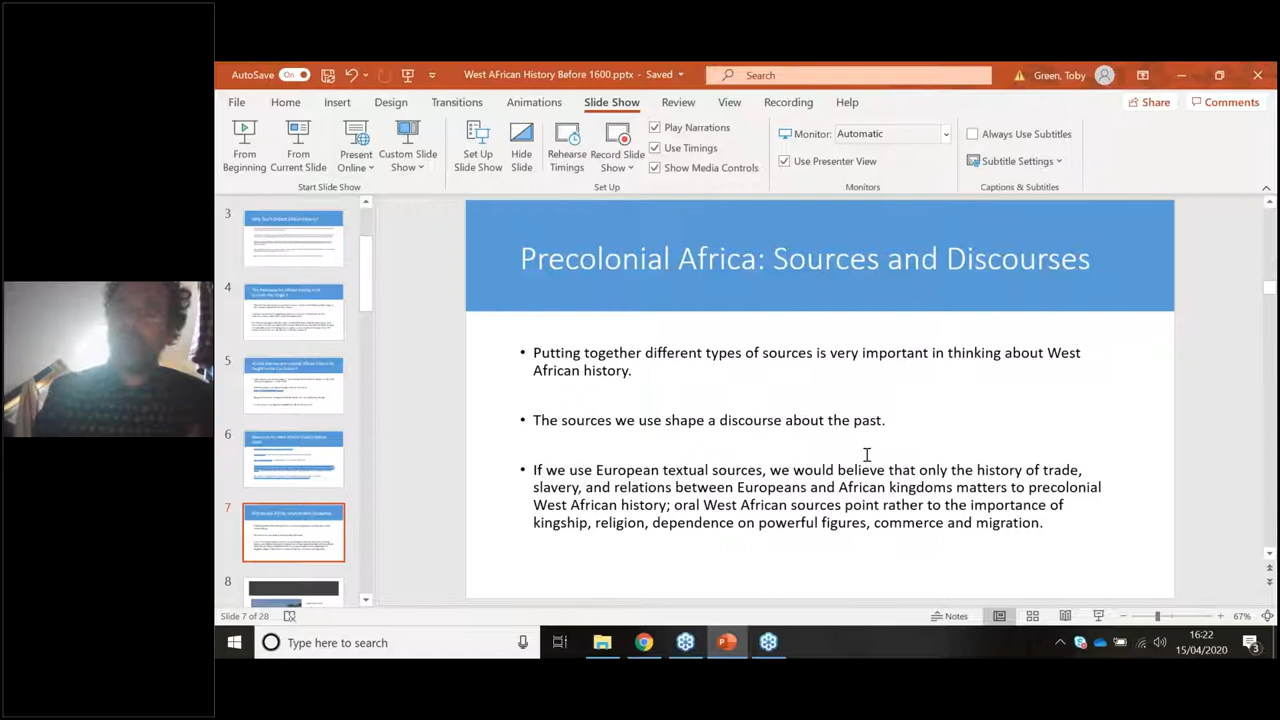 AutoSave On
West AFrican History Before 1600.pptx - Saved
Search
Green, Toby
File Home Insert Design Transitions Animations Slide Show Review View Recording Help
Share Comments
From Beginning
From Current Slide
Present Online
Custom Slide Show
Set Up Slide Show
Hide Slide
Rehearse Timings
Record Slide Show
Play Narrations
Use Timings
Show Media Controls
Monitor: Automatic
Use Presenter View
Always Use Subtitles
Subtitle Settings
Start Slide Show
Set Up
Monitors
Captions & Subtitles
3
4
5
6
7
8
Precolonial Africa: Sources and Discourses
• Putting together different types of sources is very important in thinking about West
African history.
• The sources we use shape a discourse about the past.
• If we use European textual sources, we would believe that only the history of trade,
slavery, and relations between Europeans and African kingdoms matters to precolonial
West African history; oral West African sources point rather to the importance of
kingship, religion, dependence on powerful figures, commerce and migration.
Slide 7 of 28
Notes
67%
Type here to search
16:22
15/04/2020
3